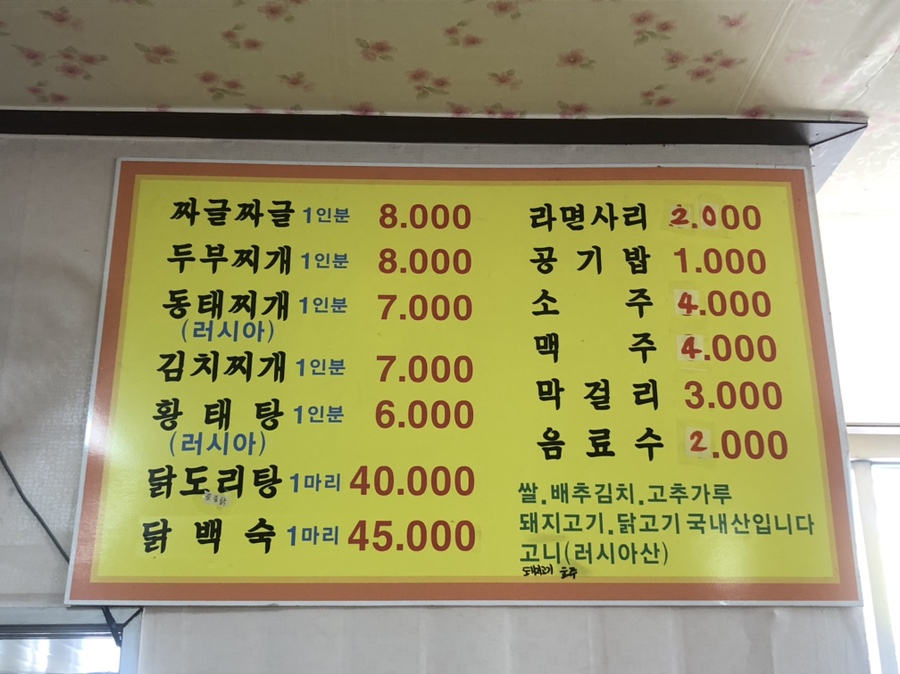 짜글짜글 1인분 8.000
두부찌개 1인분 8.000
동태찌개 1인분 7.000
(러시아)
김치찌개 1인분 7.000
황태탕 1인분 6.000
(러시아)
닭도리탕 1마리 40.000
닭백숙 1마리 45.000
라면사리 2.000
공기밥 1.000
소주 4.000
맥주 4.000
막걸리 3.000
음료수 2.000
쌀.배추김치.고추가루
돼지고기.닭고기 국내산입니다
고니(러시아산)